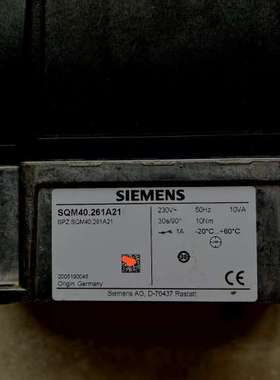 SIEMENS
SQM40.261A21
BPZ:SQM40.261A21
230V~ 50Hz 10VA
30s/90° 10Nm
1A -20°C...+60°C
Origin: Germany
Siemens AG, D-76437 Rastatt
CE